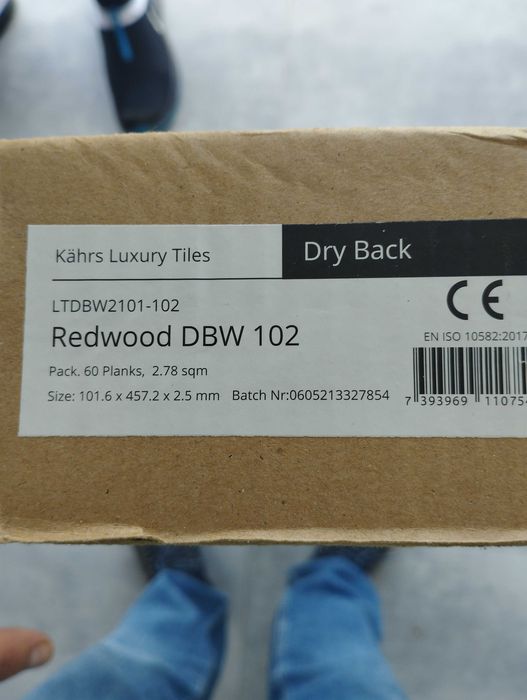 Kährs Luxury Tiles
Dry Back
LTDBW2101-102
Redwood DBW 102
CE
EN ISO 10582:2017
Pack. 60 Planks, 2.78 sqm
Size: 101.6 x 457.2 x 2.5 mm Batch Nr:0605213327854
7 393969 110754